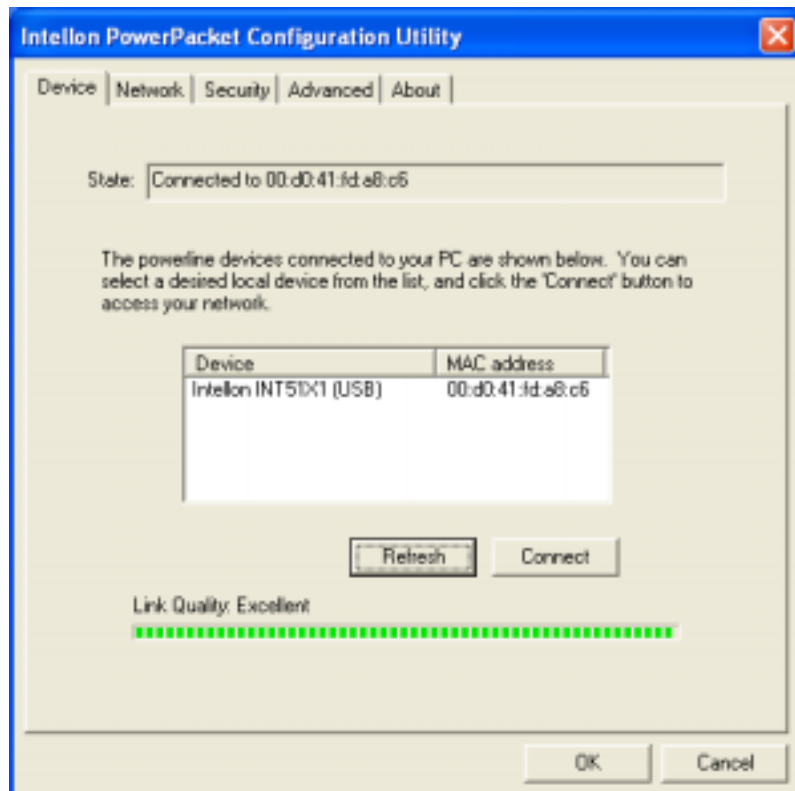 Intellon PowerPacket Configuration Utility
Device Network Security Advanced About
State: Connected to 00:d0:41:fd:a8:c6
The powerline devices connected to your PC are shown below. You can
select a desired local device from the list, and click the 'Connect' button to
access your network.
Device MAC address
Intellon INT51X1 (USB) 00:d0:41:fd:a8:c6
Refresh Connect
Link Quality: Excellent
OK Cancel